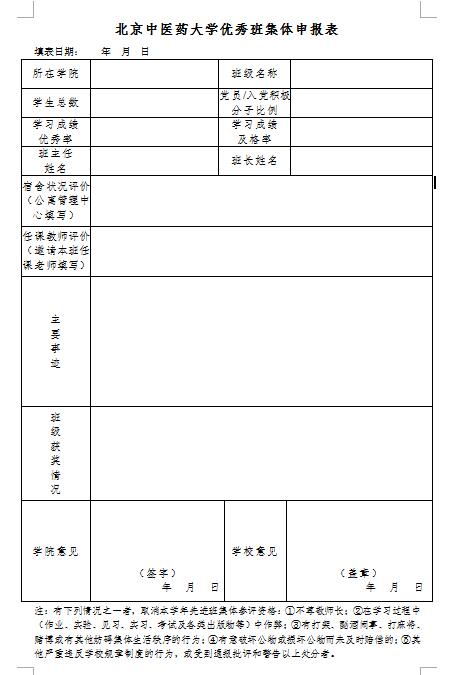 北京中医药大学优秀班集体申报表
填表日期： 年 月 日
所在学院 班级名称
学生总数 党员/入党积极
分子比例
学习成绩
优秀率
学习成绩
及格率
班主任
姓名
班长姓名
宿舍状况评价
（公寓管理中
心填写）
任课教师评价
（邀请本班任
课老师填写）
主
要
事
迹
班
级
获
奖
情
况
学院意见
（签字）
年 月 日
学校意见
（盖章）
年 月 日
注：有下列情况之一者，取消本学年先进班集体参评资格：①不尊敬师长；②在学习过程中
（作业、实验、见习、实习、考试及各类出版物等）中作弊；③有打架、酗酒闹事、打麻将、
赌博或有其他妨碍集体生活秩序的行为；④有意破坏公物或损坏公物而未及时赔偿的；⑤其
他严重违反学校规章制度的行为，或受到通报批评和警告以上处分者。